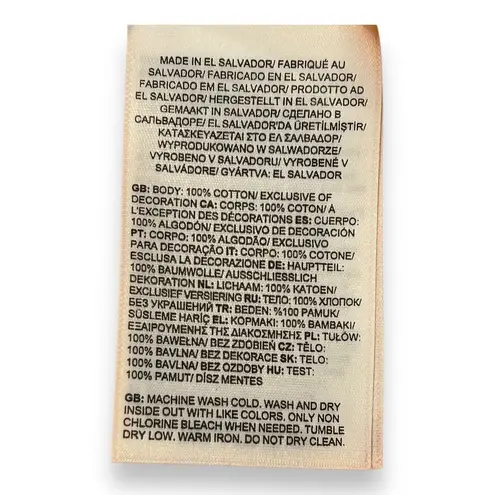 MADE IN EL SALVADOR/ FABRIQUÉ AU
SALVADOR/ FABRICADO EN EL SALVADOR/
FABRICADO EM EL SALVADOR/ PRODOTTO AD
EL SALVADOR/ HERGESTELLT IN EL SALVADOR/
GEMAAKT IN SALVADOR/ СДЕЛАНО В
САЛЬВАДОРЕ/ EL SALVADOR'DA ÜRETİLMİŞTİR/
ΚΑΤΑΣΚΕΥΑΖΕΤΑΙ ΣΤΟ ΕΛ ΣΑΛΒΑΔΟΡ/
WYPRODUKOWANO W SALWADORZE/
VYROBENO V SALVADORU/ VYROBENÉ V
SALVÁDORE/ GYÁRTVA: EL SALVADOR
GB: BODY: 100% COTTON/ EXCLUSIVE OF
DECORATION CA: CORPS: 100% COTON/ À
L'EXCEPTION DES DÉCORATIONS ES: CUERPO:
100% ALGODÓN/ EXCLUSIVO DE DECORACIÓN
PT: CORPO: 100% ALGODÃO/ EXCLUSIVO
PARA DECORAÇÃO IT: CORPO: 100% COTONE/
ESCLUSA LA DECORAZIONE DE: HAUPTTEIL:
100% BAUMWOLLE/ AUSSCHLIESSLICH
DEKORATION NL: LICHAAM: 100% KATOEN/
EXCLUSIEF VERSIERING RU: ТЕЛО: 100% ХЛОПОК/
БЕЗ УКРАШЕНИЙ TR: BEDEN: %100 PAMUK/
SÜSLEME HARİÇ EL: ΚΟΡΜΑΚΙ: 100% ΒΑΜΒΑΚΙ/
ΕΞΑΙΡΟΥΜΕΝΗΣ ΤΗΣ ΔΙΑΚΟΣΜΗΣΗΣ PL: TUŁÓW:
100% BAWEŁNA/ BEZ ZDOBIEŃ CZ: TĚLO:
100% BAVLNA/ BEZ DEKORACE SK: TELO:
100% BAVLNA/ BEZ OZDOBY HU: TEST:
100% PAMUT/ DÍSZ MENTES
GB: MACHINE WASH COLD. WASH AND DRY
INSIDE OUT WITH LIKE COLORS. ONLY NON
CHLORINE BLEACH WHEN NEEDED. TUMBLE
DRY LOW. WARM IRON. DO NOT DRY CLEAN.